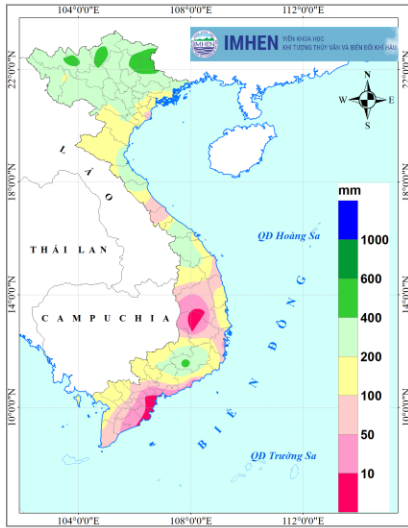 104°0'0"E 108°0'0"E 112°0'0"E
IMHEN
IMHEN
VIỆN KHOA HỌC
KHÍ TƯỢNG THỦY VĂN VÀ BIẾN ĐỔI KHÍ HẬU
22°0'0"N
N
W E
S
LÀO
18°0'0"N
mm
QĐ Hoàng Sa
THÁI LAN
1000
600
14°0'0"N
CAMPUCHIA
400
BIỂN ĐÔNG
200
100
10°0'0"N
50
QĐ Trường Sa
10
104°0'0"E 108°0'0"E 112°0'0"E